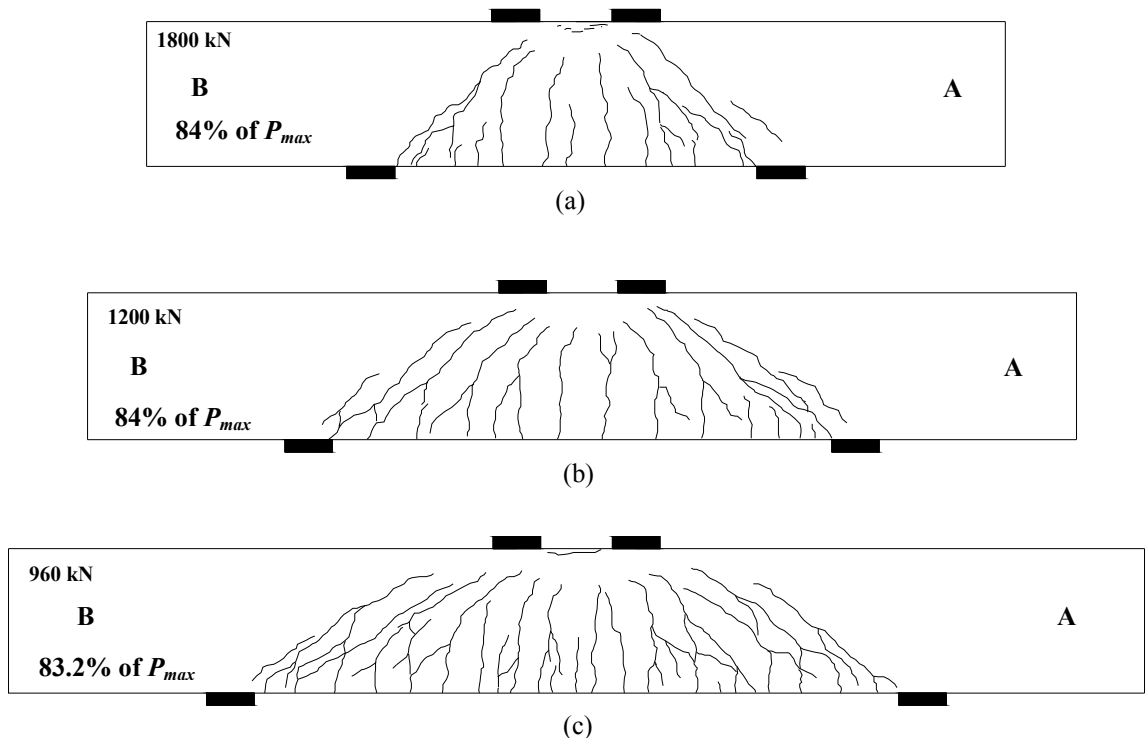 1800 kN
B
A
84% of Pmax
(a)
1200 kN
B
A
84% of Pmax
(b)
960 kN
B
A
83.2% of Pmax
(c)